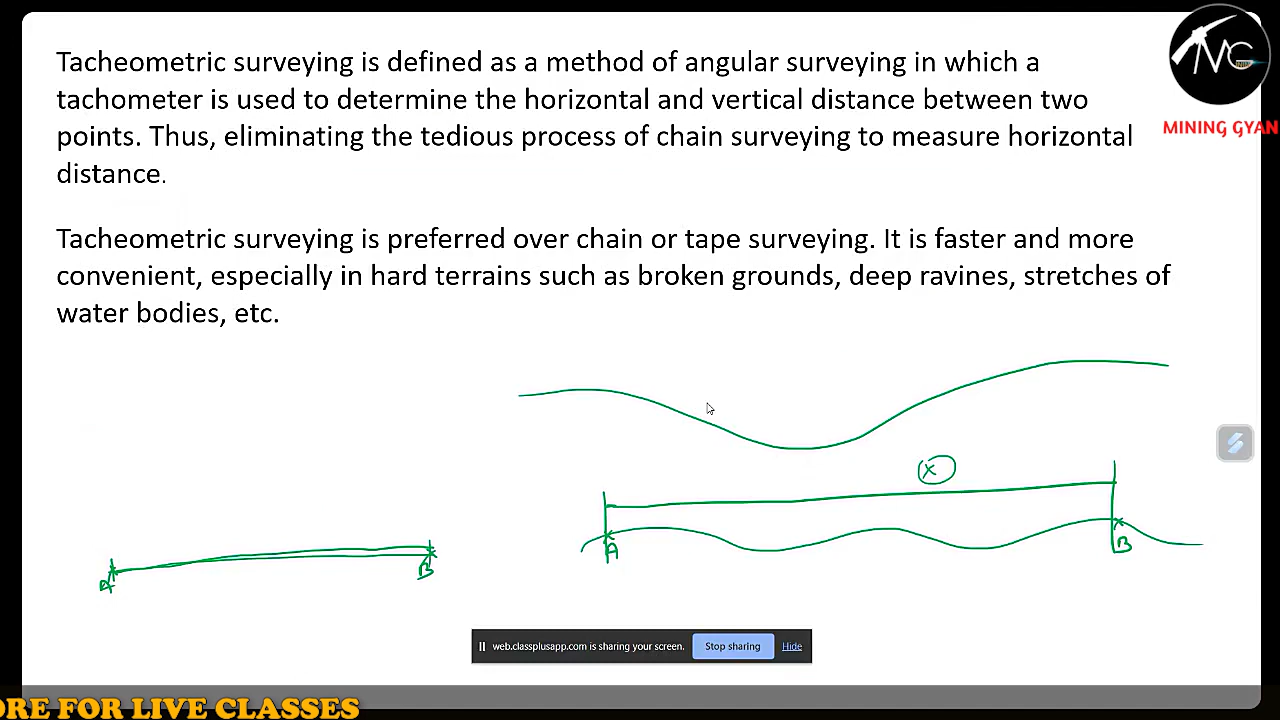 Tacheometric surveying is defined as a method of angular surveying in which a
tachometer is used to determine the horizontal and vertical distance between two
points. Thus, eliminating the tedious process of chain surveying to measure horizontal
distance.
Tacheometric surveying is preferred over chain or tape surveying. It is faster and more
convenient, especially in hard terrains such as broken grounds, deep ravines, stretches of
water bodies, etc.
MG
MINING GYAN
x
A
B
A
B
web.classplusapp.com is sharing your screen.
Stop sharing
Hide
ORE FOR LIVE CLASSES